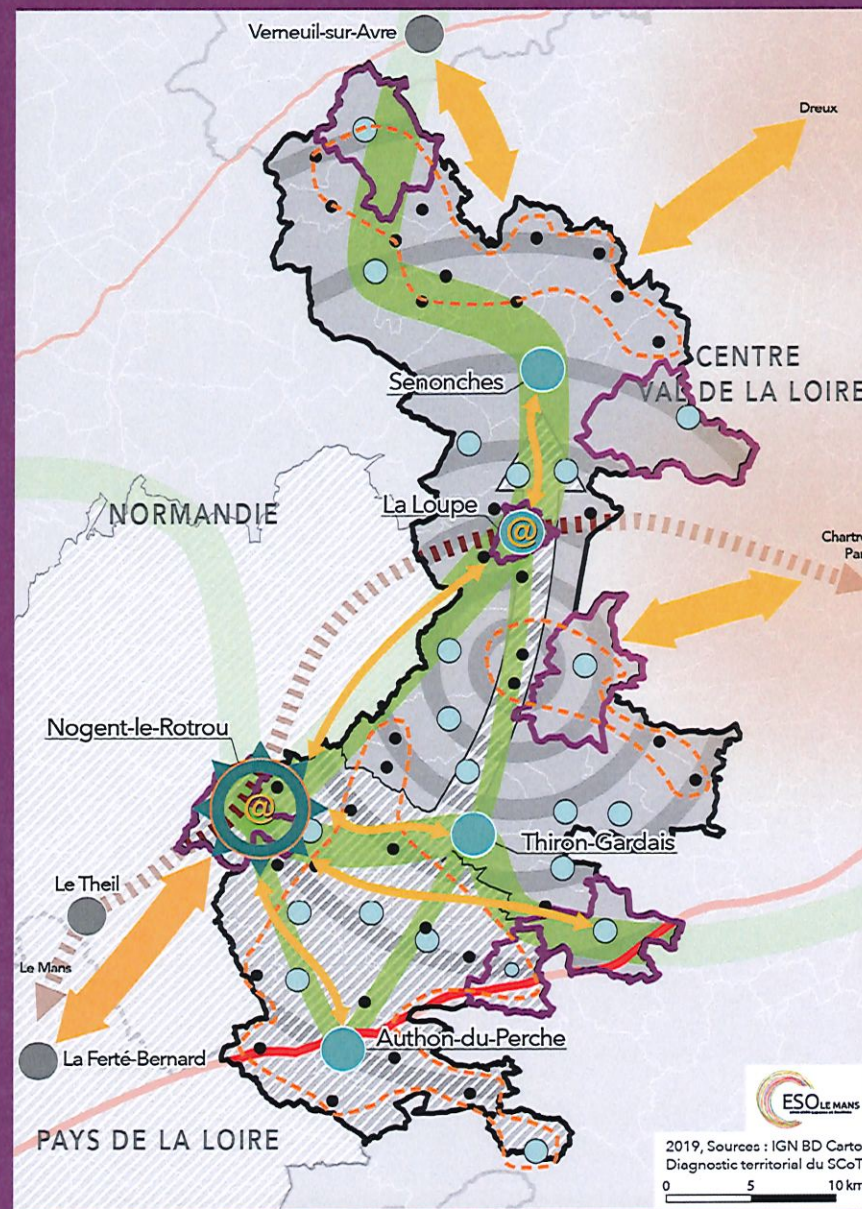 Verneuil-sur-Avre
Dreux
CENTRE
VAL DE LA LOIRE
Senonches
NORMANDIE
La Loupe
@
Chartre
Par
Nogent-le-Rotrou
@
Thiron-Gardais
Le Theil
Le Mans
La Ferté-Bernard
Authon-du-Perche
PAYS DE LA LOIRE
ESO LE MANS
2019, Sources : IGN BD Carto
Diagnostic territorial du SCoT
0 5 10 km